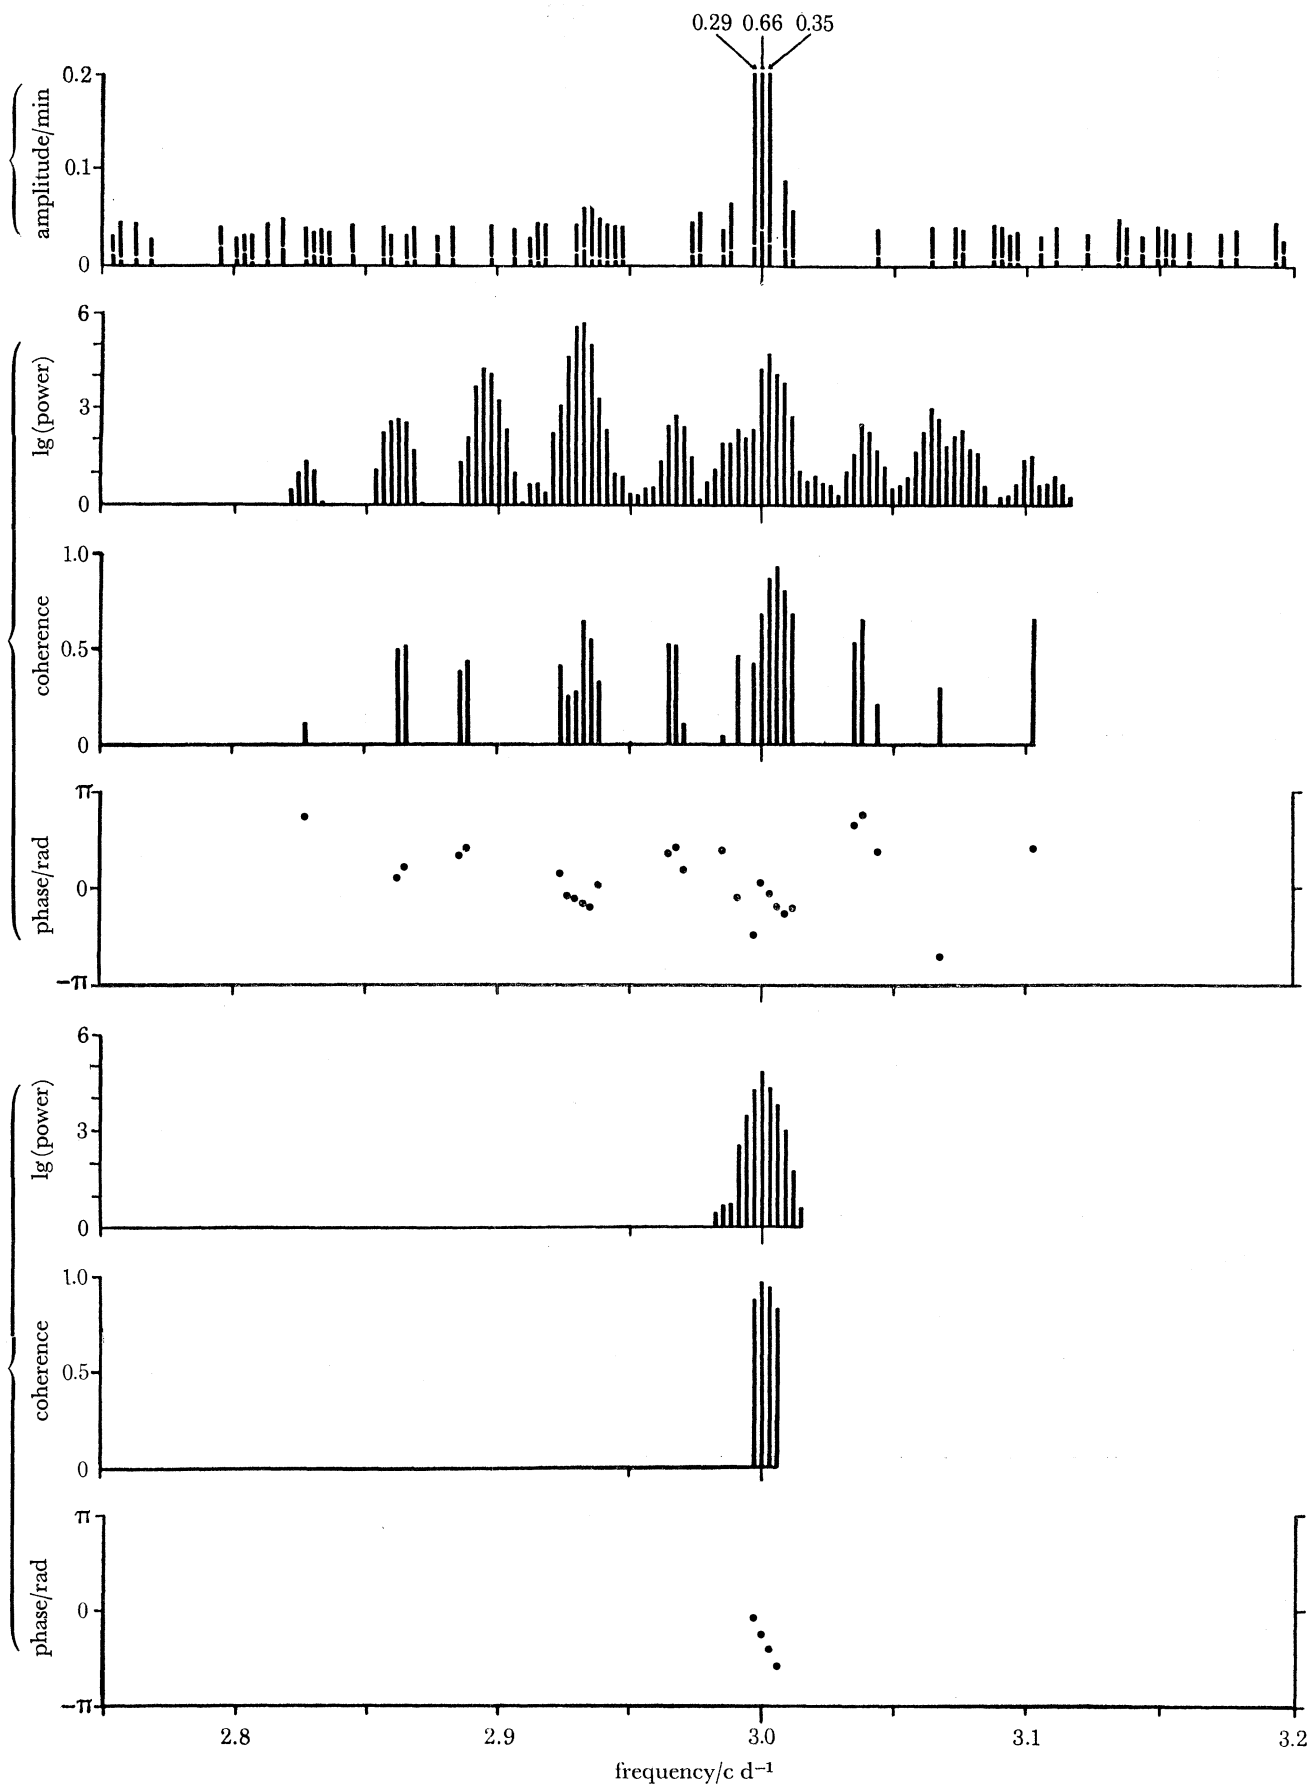 0.29 0.66 0.35
0.2
0.1
0
amplitude/min
6
3
0
lg (power)
1.0
0.5
0
coherence
π
0
−π
phase/rad
6
3
0
lg (power)
1.0
0.5
0
coherence
π
0
−π
phase/rad
2.8 2.9 3.0 3.1 3.2
frequency/c d⁻¹